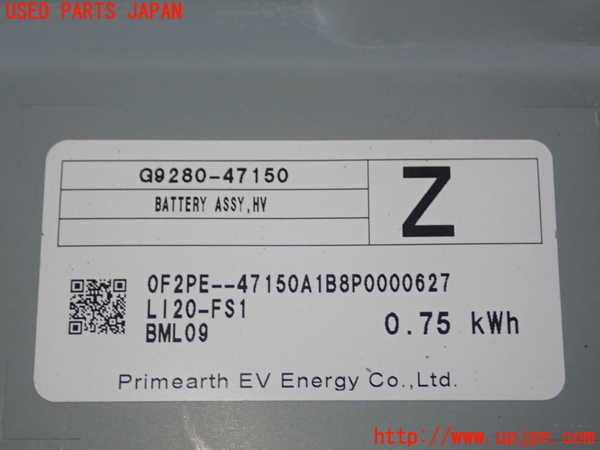 USED PARTS JAPAN
G9280-47150
BATTERY ASSY,HV
Z
0F2PE--47150A1B8P0000627
LI20-FS1
BML09
0.75 kWh
Primearth EV Energy Co.,Ltd.
http://www.upjpn.com/